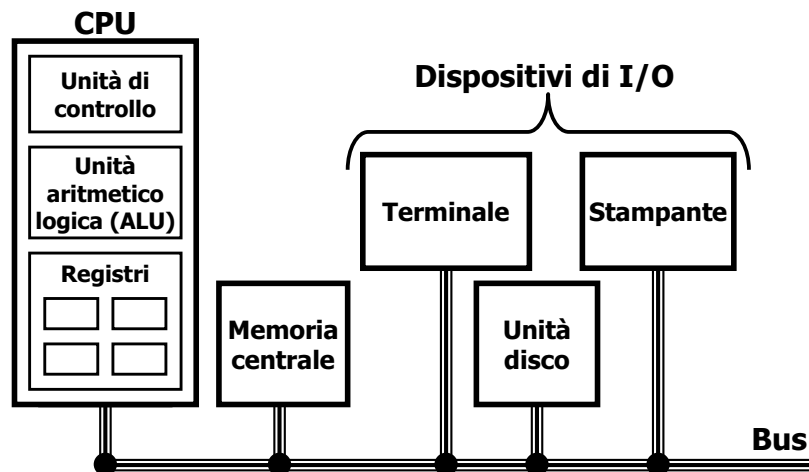 CPU
Unità di
controllo
Unità
aritmetico
logica (ALU)
Registri
Dispositivi di I/O
Terminale
Stampante
Memoria
centrale
Unità
disco
Bus